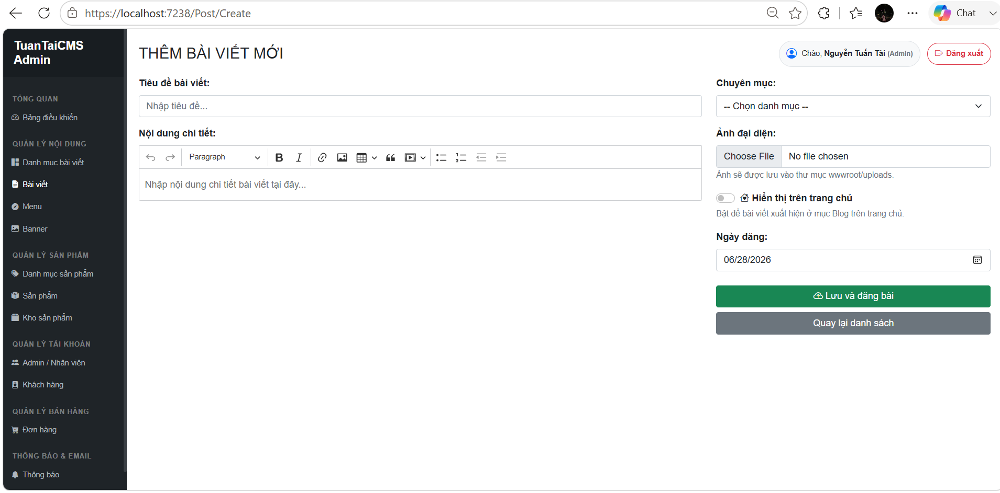 https://localhost:7238/Post/Create
Chat
TuanTaiCMS
Admin
TỔNG QUAN
Bảng điều khiển
QUẢN LÝ NỘI DUNG
Danh mục bài viết
Bài viết
Menu
Banner
QUẢN LÝ SẢN PHẨM
Danh mục sản phẩm
Sản phẩm
Kho sản phẩm
QUẢN LÝ TÀI KHOẢN
Admin / Nhân viên
Khách hàng
QUẢN LÝ BÁN HÀNG
Đơn hàng
THÔNG BÁO & EMAIL
Thông báo
THÊM BÀI VIẾT MỚI
Chào, Nguyễn Tuấn Tài (Admin)
Đăng xuất
Tiêu đề bài viết:
Nhập tiêu đề...
Nội dung chi tiết:
Paragraph
Nhập nội dung chi tiết bài viết tại đây...
Chuyên mục:
-- Chọn danh mục --
Ảnh đại diện:
Choose File No file chosen
Ảnh sẽ được lưu vào thư mục wwwroot/uploads.
Hiển thị trên trang chủ
Bật để bài viết xuất hiện ở mục Blog trên trang chủ.
Ngày đăng:
06/28/2026
Lưu và đăng bài
Quay lại danh sách